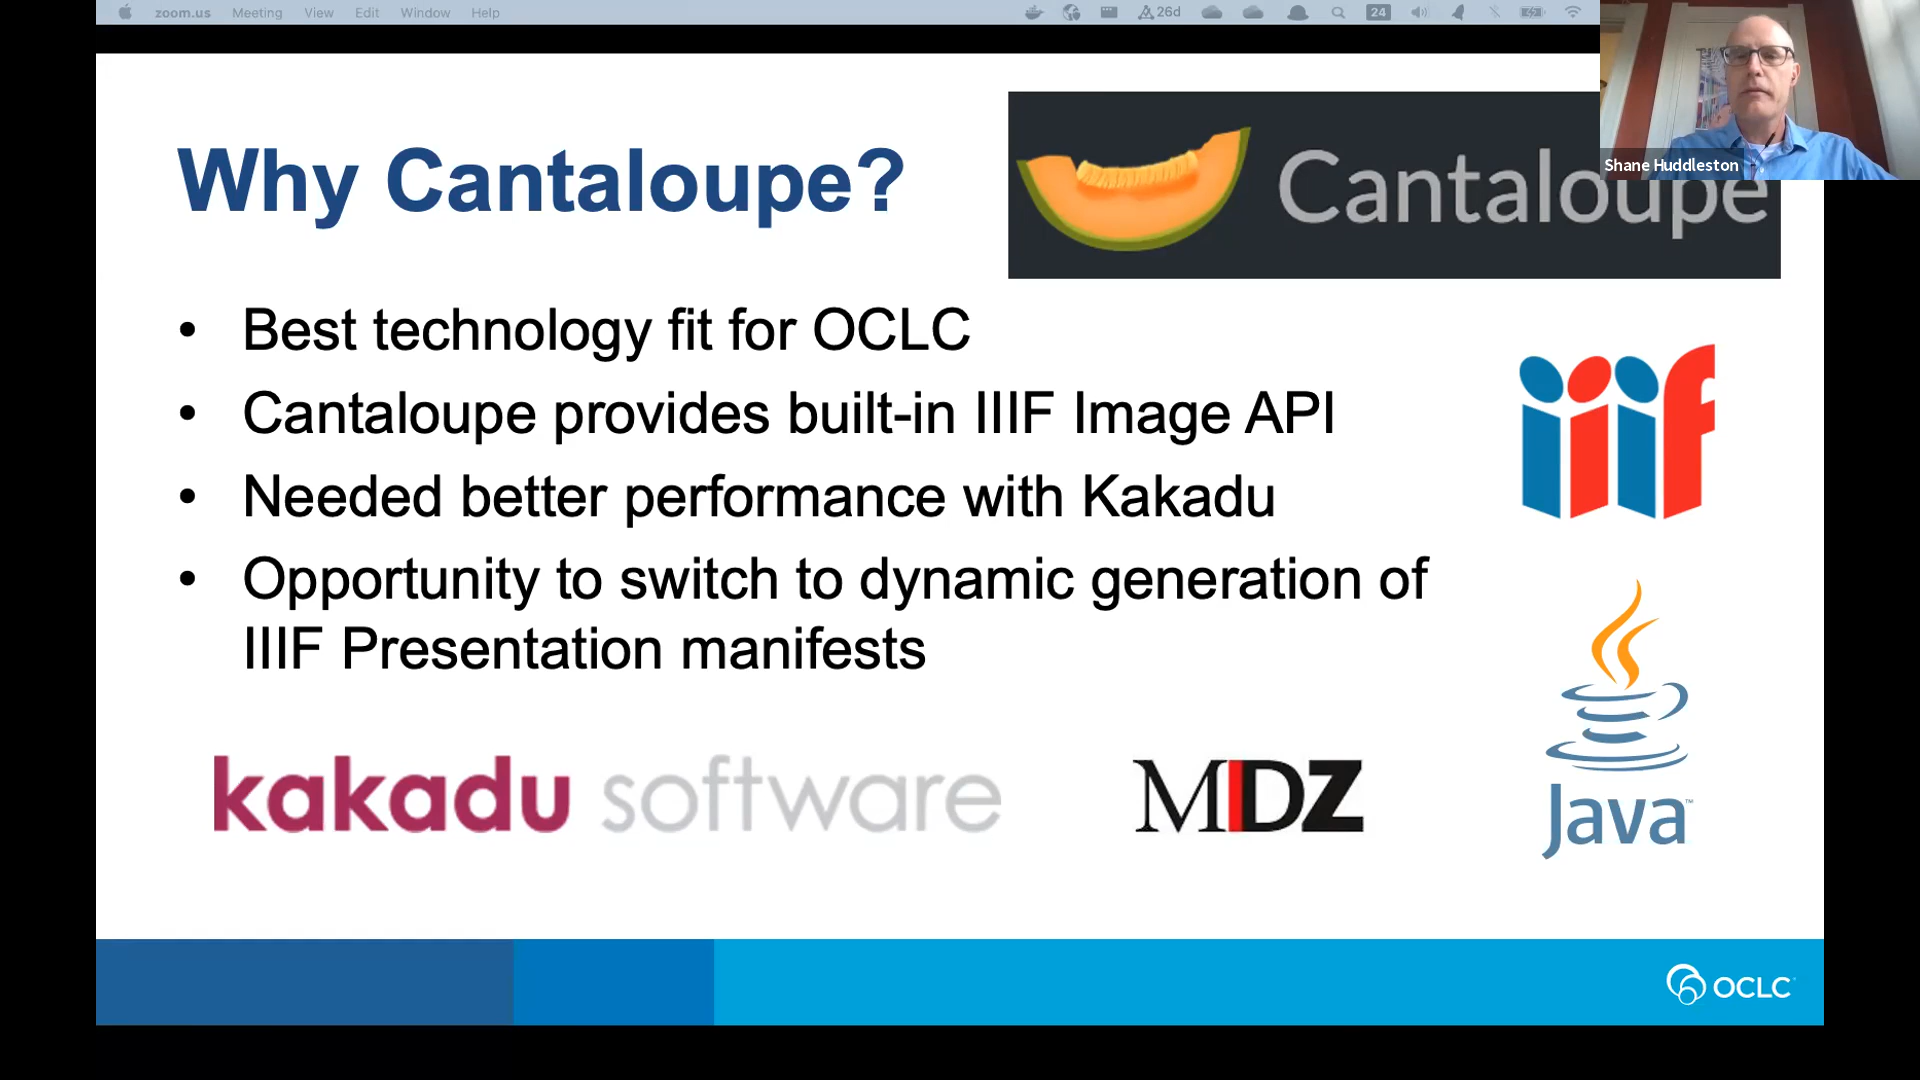 zoom.us Meeting View Edit Window Help
26d
24
Why Cantaloupe?
Cantaloupe
Shane Huddleston
• Best technology fit for OCLC
• Cantaloupe provides built-in IIIF Image API
• Needed better performance with Kakadu
• Opportunity to switch to dynamic generation of
IIIF Presentation manifests
iiif
kakadu software
MDZ
Java™
OCLC